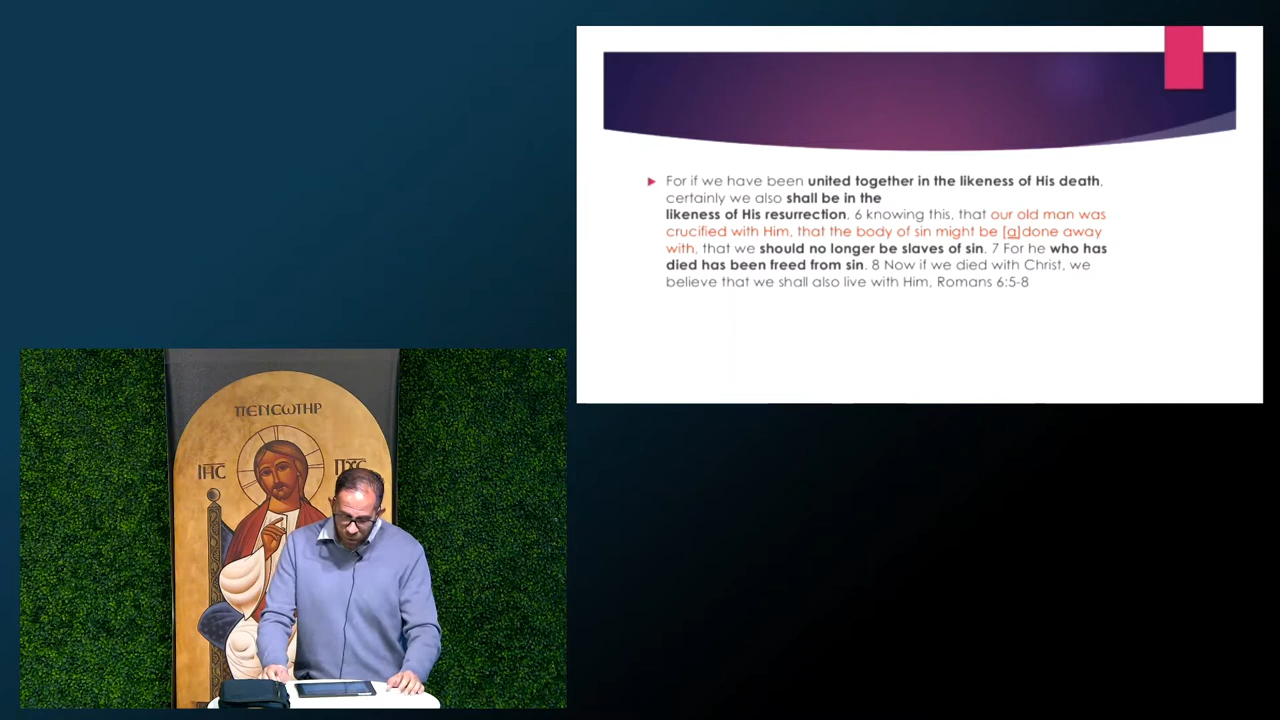 For if we have been united together in the likeness of His death,
certainly we also shall be in the
likeness of His resurrection, 6 knowing this, that our old man was
crucified with Him, that the body of sin might be [a]done away
with, that we should no longer be slaves of sin. 7 For he who has
died has been freed from sin. 8 Now if we died with Christ, we
believe that we shall also live with Him, Romans 6:5-8
ⲠⲈⲚⲤⲰⲦⲎⲢ
ⲒⲎⲤ
ⲠⲬⲤ